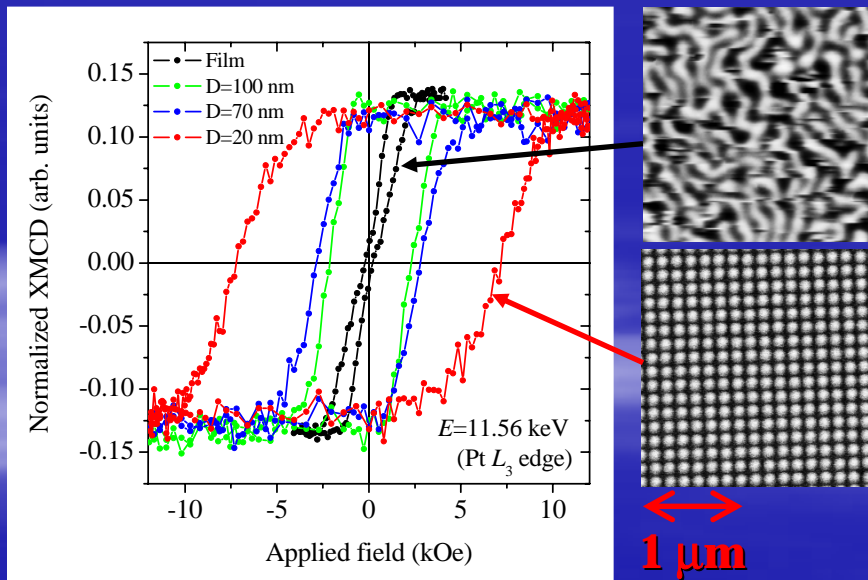 Film
D=100 nm
D=70 nm
D=20 nm
0.15
0.10
0.05
0.00
-0.05
-0.10
-0.15
Normalized XMCD (arb. units)
E=11.56 keV
(Pt L3 edge)
-10 -5 0 5 10
Applied field (kOe)
1 μm